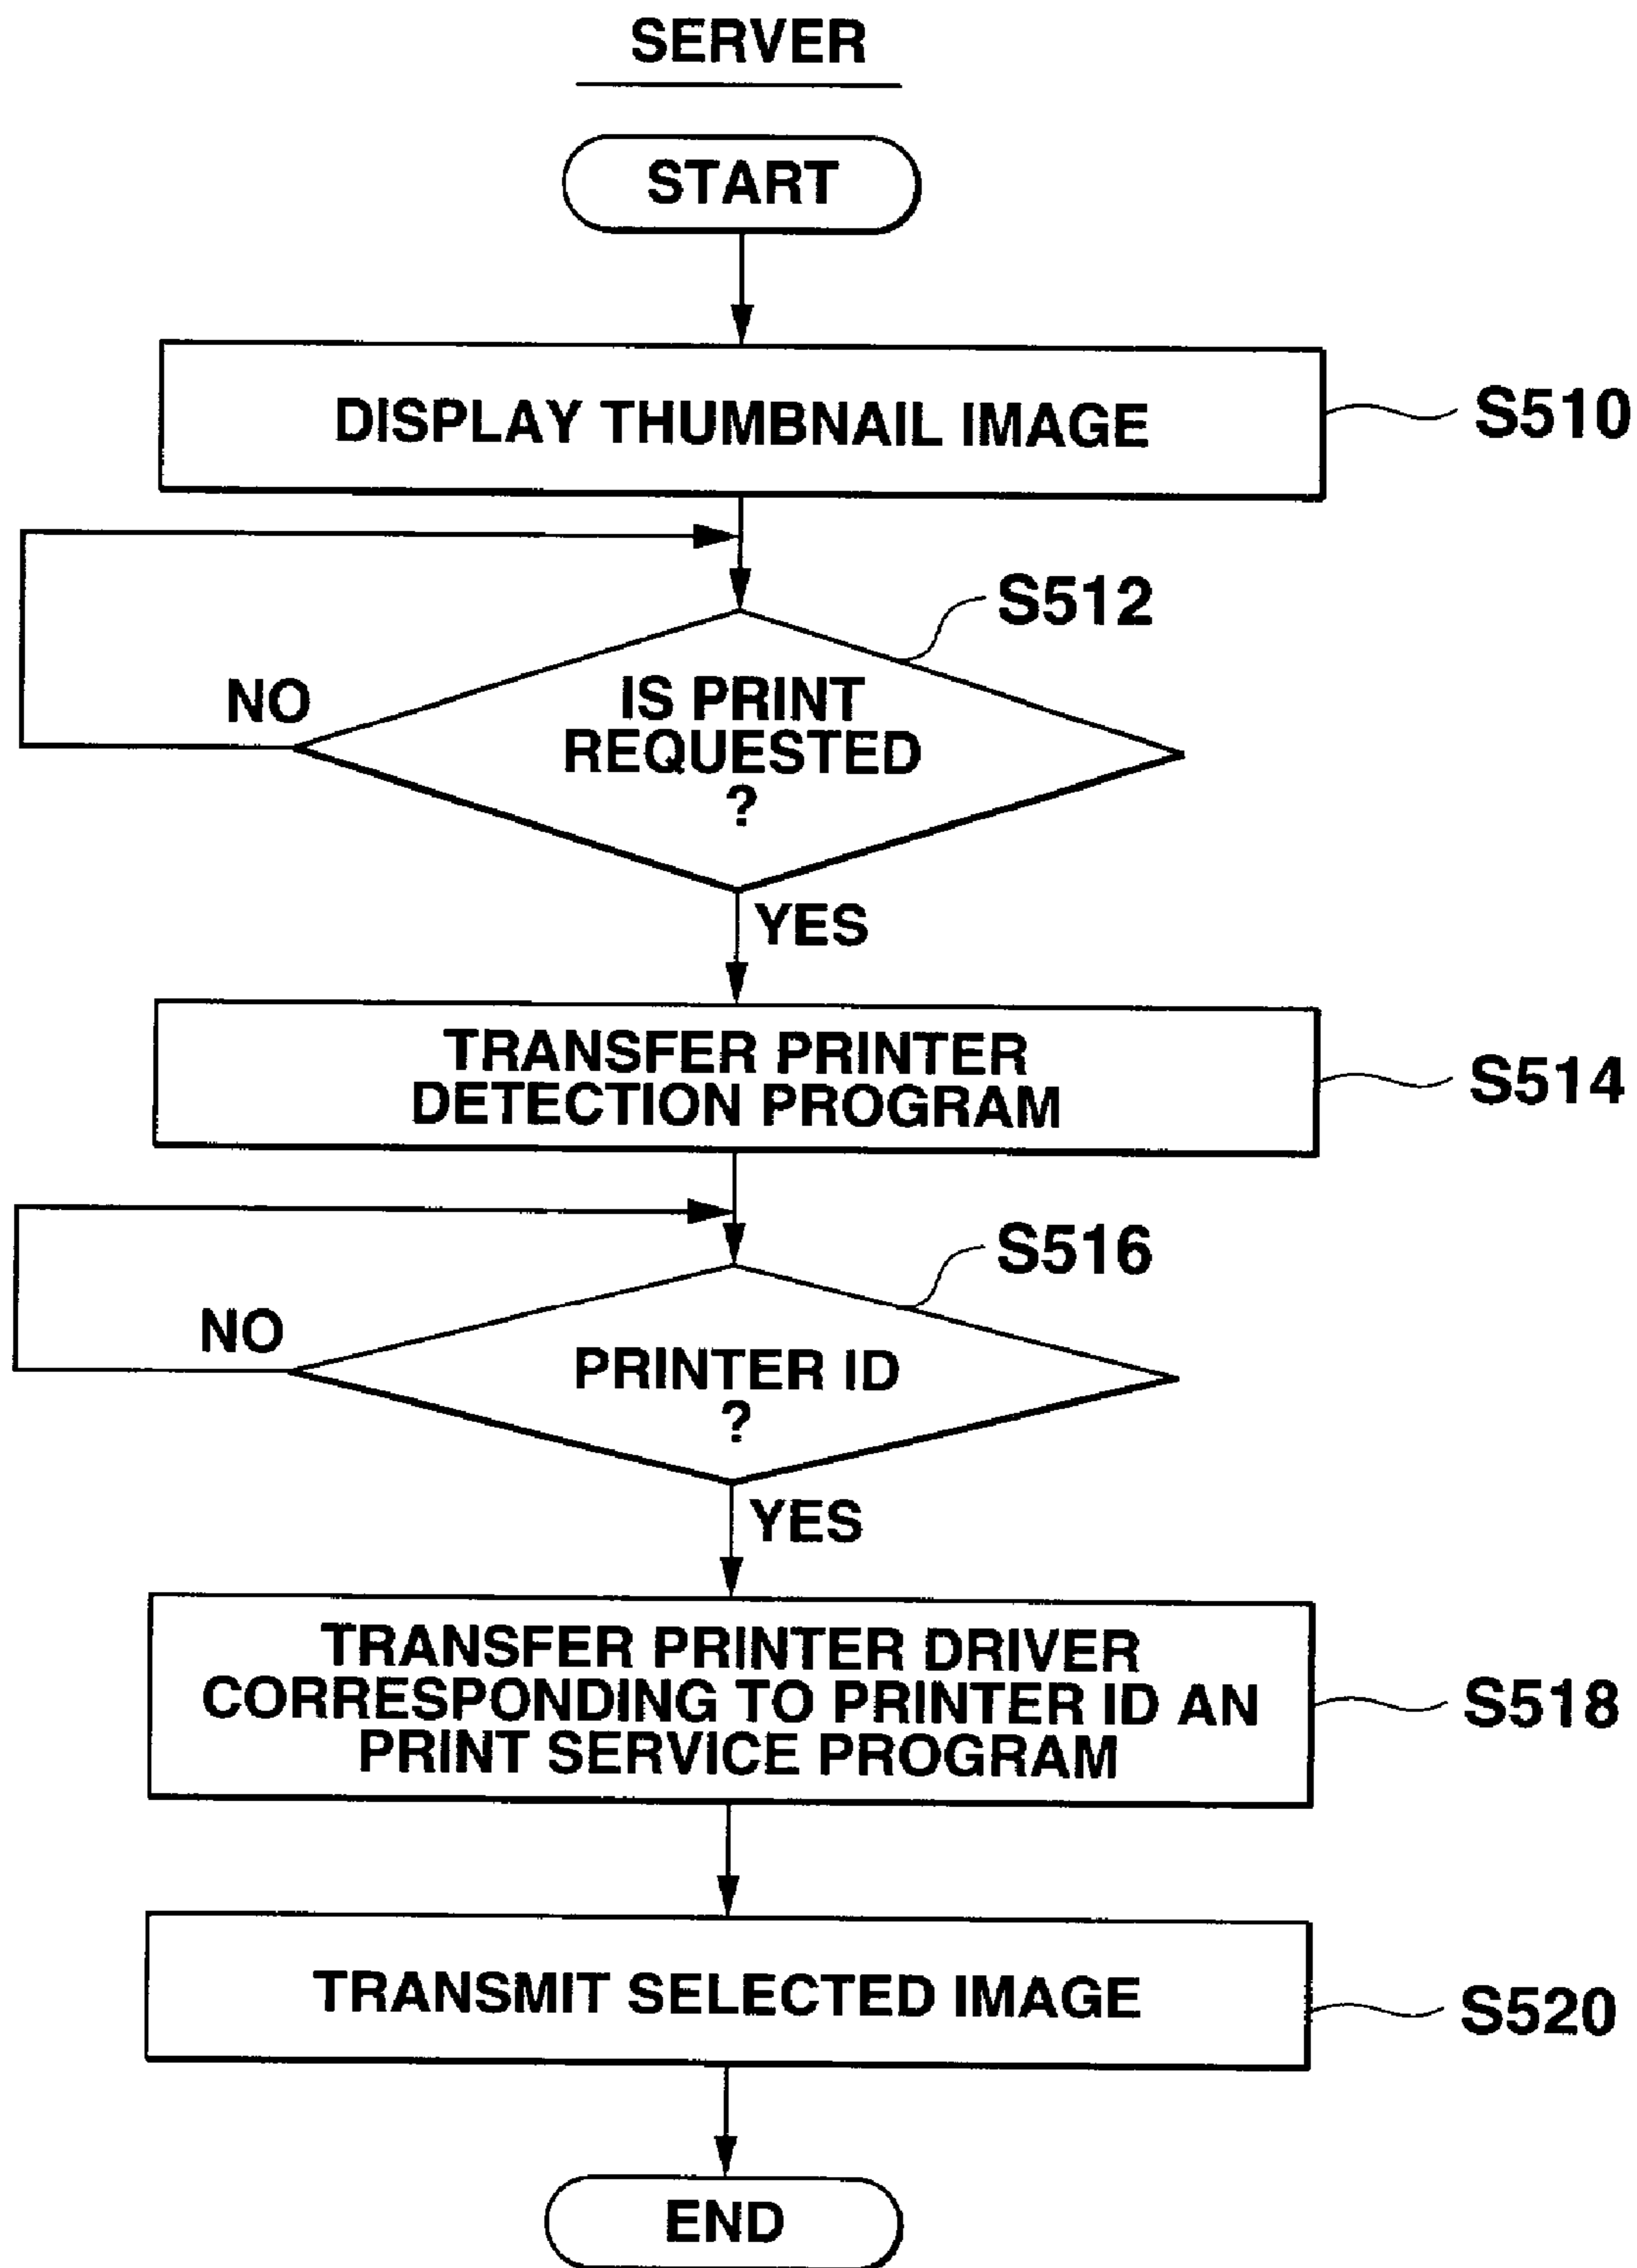 SERVER
START
DISPLAY THUMBNAIL IMAGE
S510
S512
IS PRINT
REQUESTED
?
NO
YES
TRANSFER PRINTER
DETECTION PROGRAM
S514
S516
PRINTER ID
?
NO
YES
TRANSFER PRINTER DRIVER
CORRESPONDING TO PRINTER ID AN
PRINT SERVICE PROGRAM
S518
TRANSMIT SELECTED IMAGE
S520
END